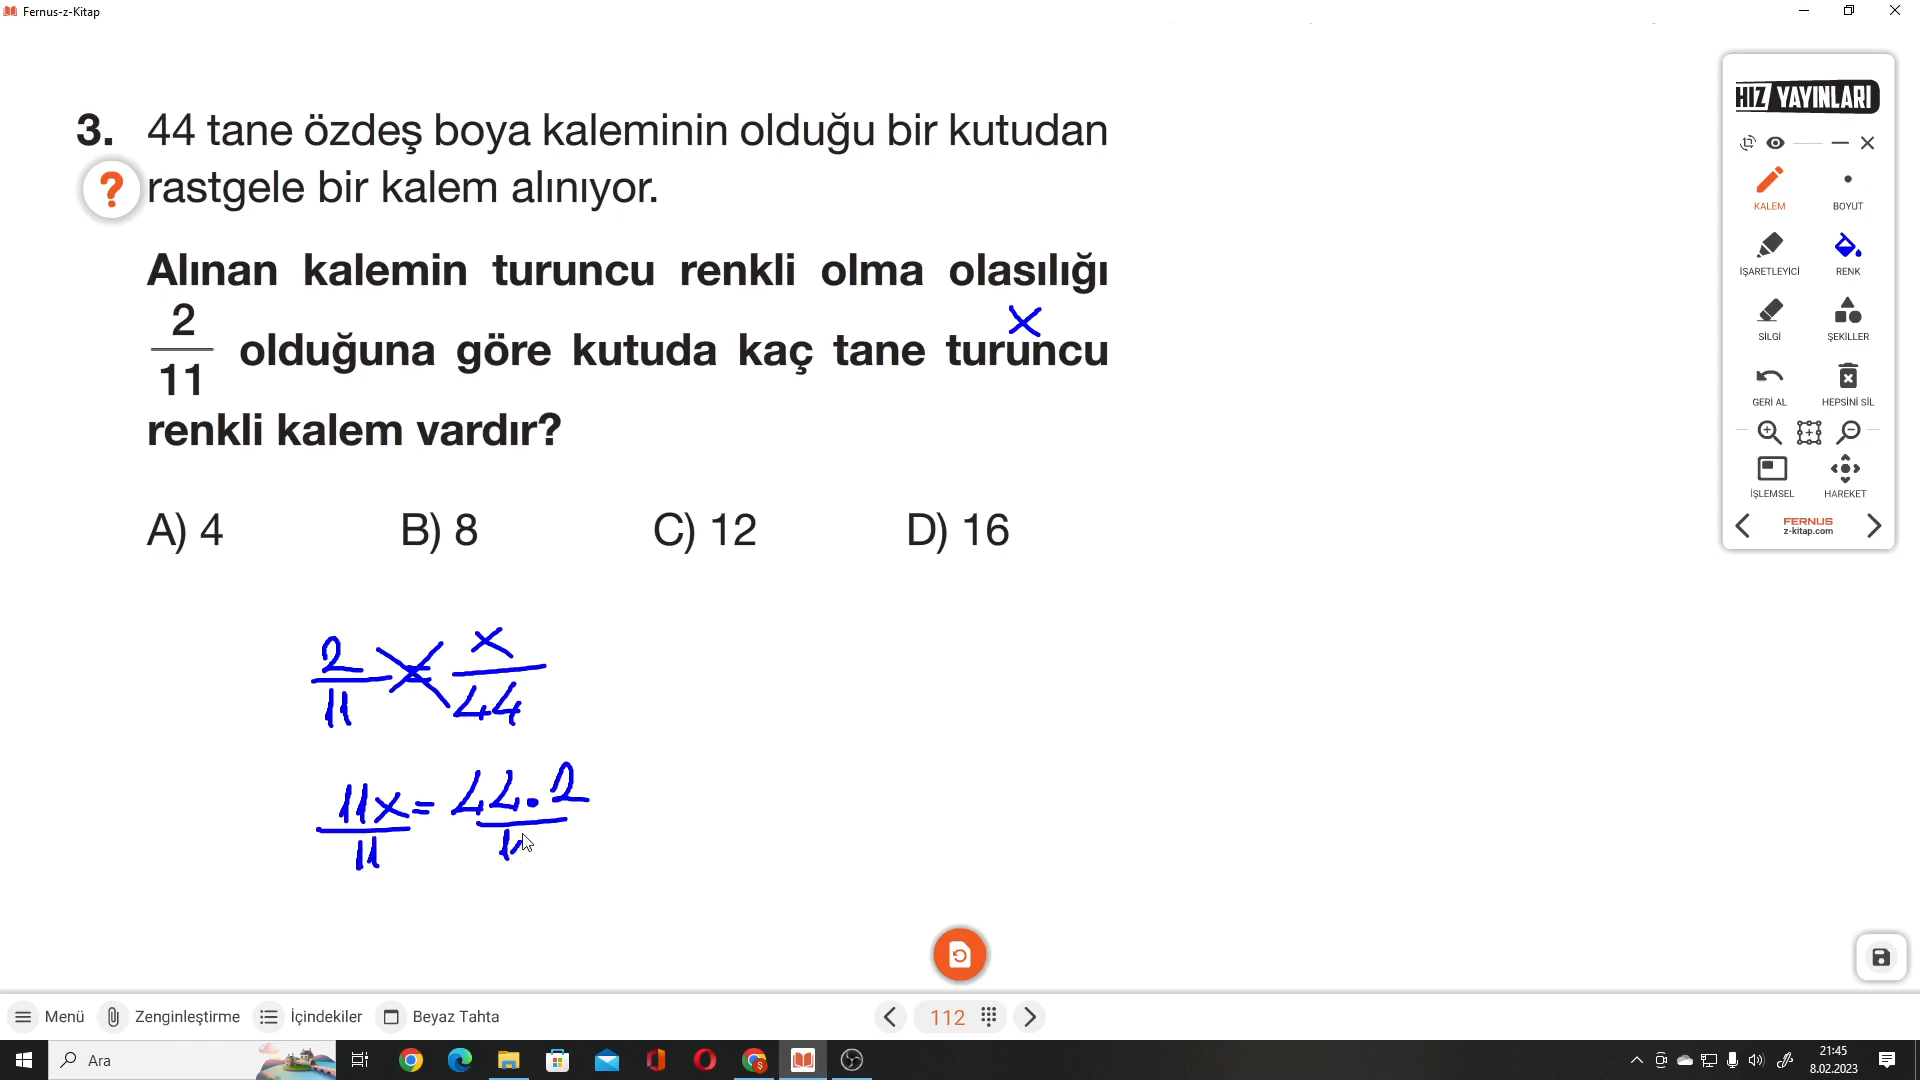 Fernus-z-Kitap
3. 44 tane özdeş boya kaleminin olduğu bir kutudan
? rastgele bir kalem alınıyor.
Alınan kalemin turuncu renkli olma olasılığı
x
2/11 olduğuna göre kutuda kaç tane turuncu
renkli kalem vardır?
A) 4 B) 8 C) 12 D) 16
2/11 = x/44
11x/11 = 44.2
HIZ YAYINLARI
KALEM BOYUT
İŞARETLEYİCİ RENK
SİLGİ ŞEKİLLER
GERİ AL HEPSİNİ SİL
İŞLEMSEL HAREKET
FERNUS
z-kitap.com
Menü Zenginleştirme İçindekiler Beyaz Tahta 112
Ara
21:45
8.02.2023